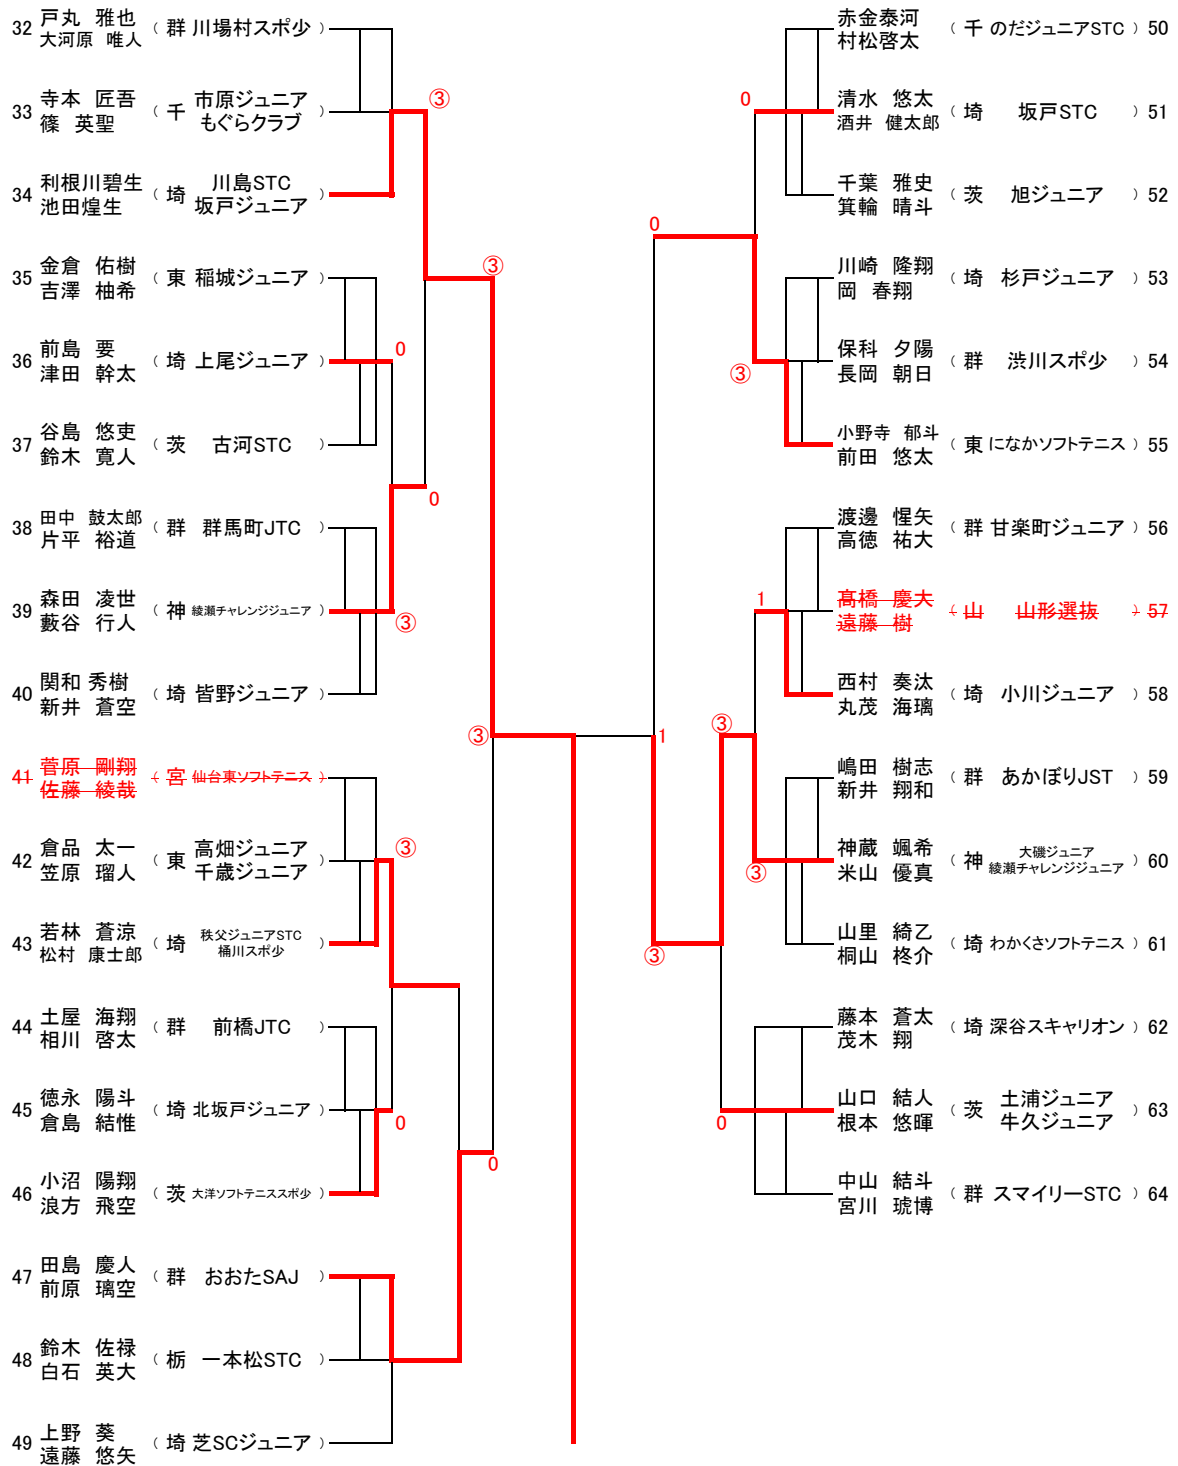 32 戸丸 雅也 大河原 唯人 ( 群 川場村スポ少 )
33 寺本 匠吾 篠 英聖 ( 千 市原ジュニア もぐらクラブ )
34 利根川碧生 池田煌生 ( 埼 川島STC 坂戸ジュニア )
35 金倉 佑樹 吉澤 柚希 ( 東 稲城ジュニア )
36 前島 要 津田 幹太 ( 埼 上尾ジュニア )
37 谷島 悠吏 鈴木 寛人 ( 茨 古河STC )
38 田中 鼓太郎 片平 裕道 ( 群 群馬町JTC )
39 森田 凌世 藪谷 行人 ( 神 綾瀬チャレンジジュニア )
40 関和 秀樹 新井 蒼空 ( 埼 皆野ジュニア )
41 菅原 剛翔 佐藤 綾哉 ( 宮 仙台東ソフトテニス )
42 倉品 太一 笠原 瑠人 ( 東 高畑ジュニア 千歳ジュニア )
43 若林 蒼涼 松村 康士郎 ( 埼 秩父ジュニアSTC 桶川スポ少 )
44 土屋 海翔 相川 啓太 ( 群 前橋JTC )
45 徳永 陽斗 倉島 結惟 ( 埼 北坂戸ジュニア )
46 小沼 陽翔 浪方 飛空 ( 茨 大洋ソフトテニススポ少 )
47 田島 慶人 前原 璃空 ( 群 おおたSAJ )
48 鈴木 佐禄 白石 英大 ( 栃 一本松STC )
49 上野 葵 遠藤 悠矢 ( 埼 芝SCジュニア )
③
③
0
0
③
③
③
0
0
赤金泰河 村松啓太 ( 千 のだジュニアSTC ) 50
清水 悠太 酒井 健太郎 ( 埼 坂戸STC ) 51
千葉 雅史 箕輪 晴斗 ( 茨 旭ジュニア ) 52
川崎 隆翔 岡 春翔 ( 埼 杉戸ジュニア ) 53
保科 夕陽 長岡 朝日 ( 群 渋川スポ少 ) 54
小野寺 郁斗 前田 悠太 ( 東 になかソフトテニス ) 55
渡邊 惺矢 高徳 祐大 ( 群 甘楽町ジュニア ) 56
髙橋 慶大 遠藤 樹 ( 山 山形選抜 ) 57
西村 奏汰 丸茂 海璃 ( 埼 小川ジュニア ) 58
嶋田 樹志 新井 翔和 ( 群 あかぼりJST ) 59
神蔵 颯希 米山 優真 ( 神 大磯ジュニア 綾瀬チャレンジジュニア ) 60
山里 綺乙 桐山 柊介 ( 埼 わかくさソフトテニス ) 61
藤本 蒼太 茂木 翔 ( 埼 深谷スキャリオン ) 62
山口 結人 根本 悠暉 ( 茨 土浦ジュニア 牛久ジュニア ) 63
中山 結斗 宮川 琥博 ( 群 スマイリーSTC ) 64
0
0
③
1
③
1
③
③
0